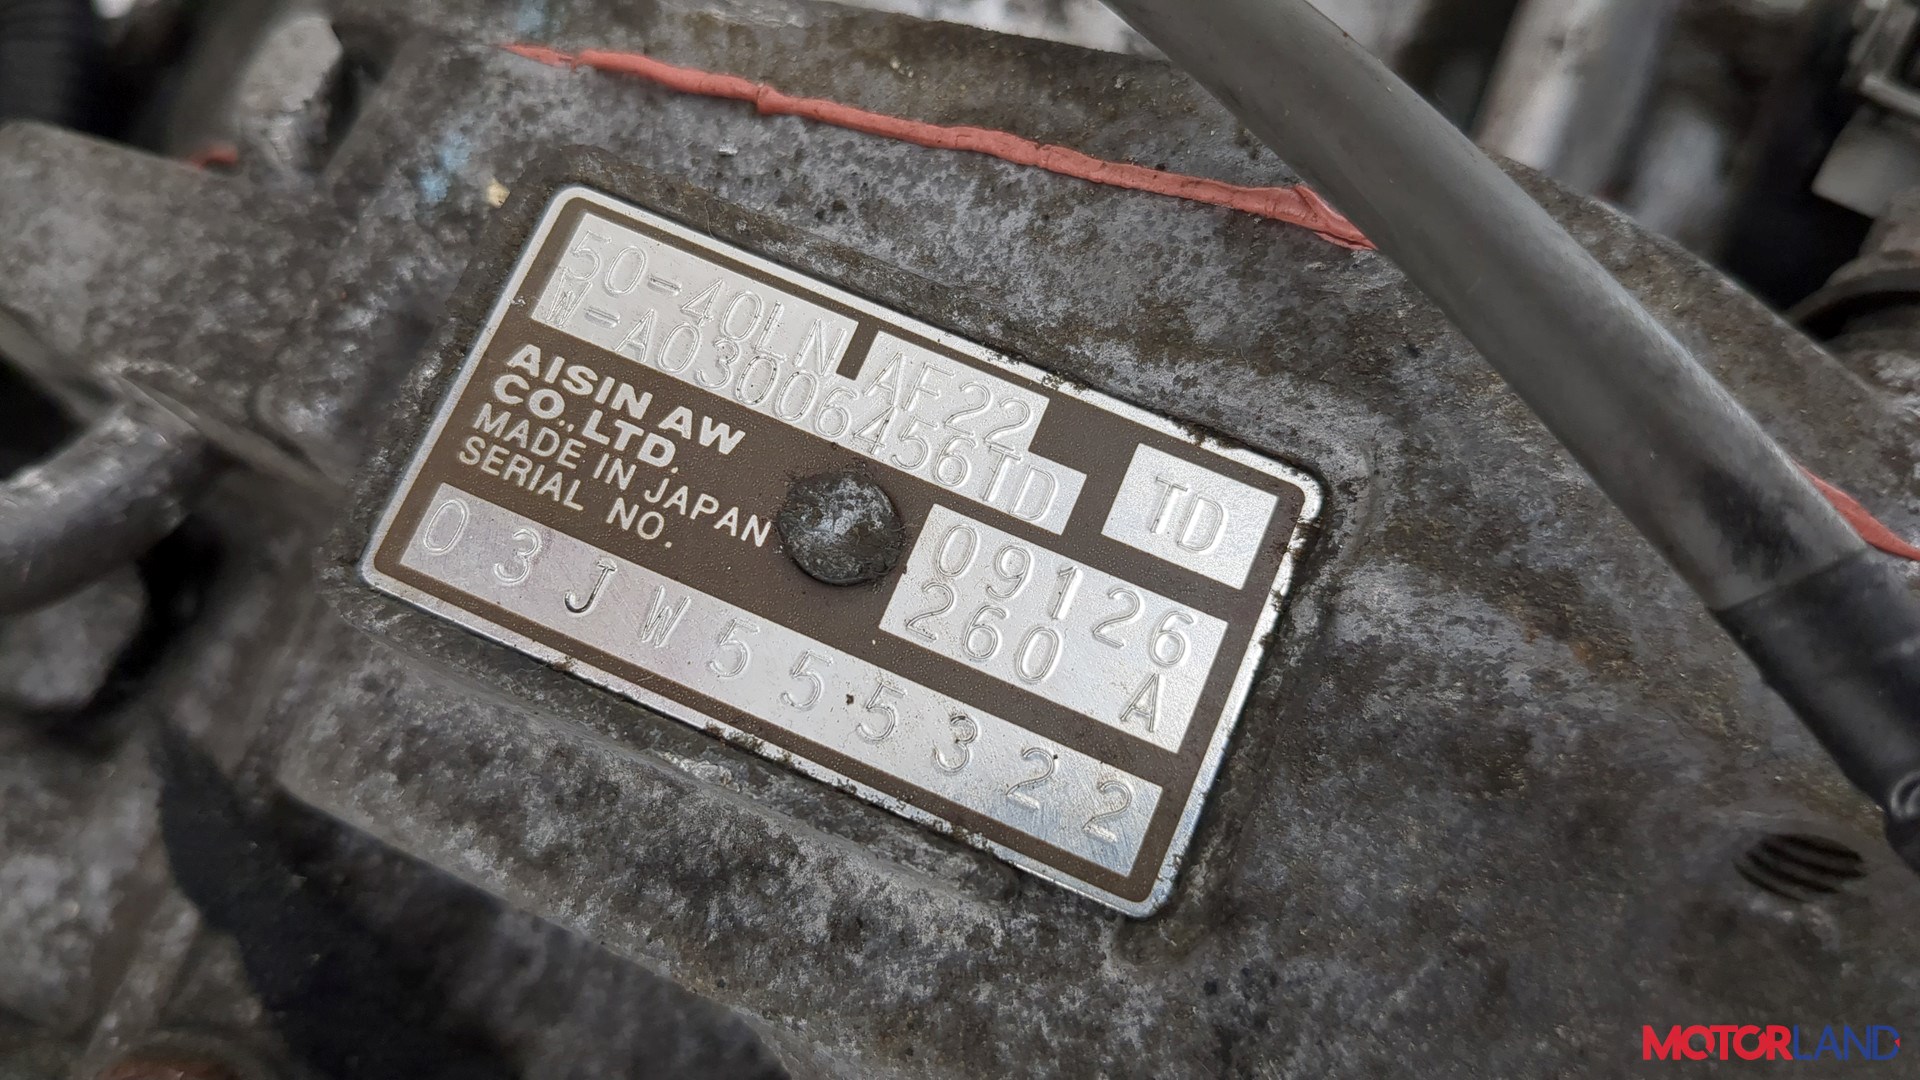 50-40LN AF22
W-A03006456TD
TD
AISIN AW
CO., LTD.
MADE IN JAPAN
SERIAL NO.
09126
260 A
03JW555322
MOTORLAND